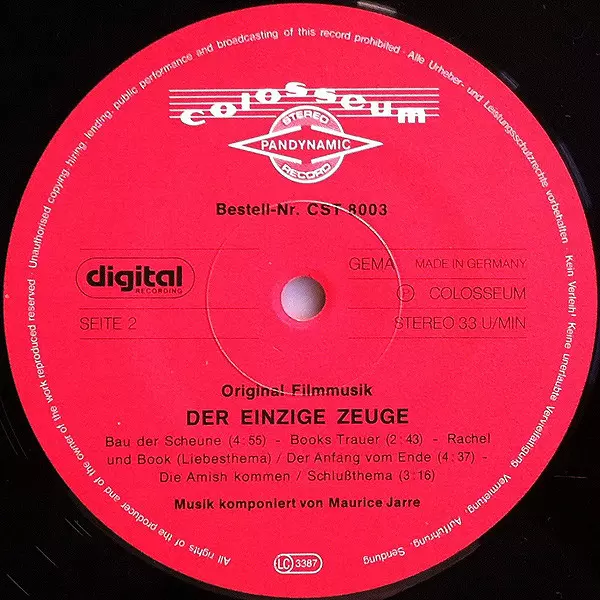 Unauthorised copying, hiring, lending, public performance and broadcasting of this record prohibited · Alle Urheber- und Leistungsschutzrechte vorbehalten · Kein Verleih! Keine unerlaubte Vervielfältigung, Vermietung, Aufführung, Sendung
All rights of the producer and of the owner of the work reproduced reserved
colosseum
STEREO
PANDYNAMIC
RECORD
Bestell-Nr. CST 8003
digital
RECORDING
GEMA MADE IN GERMANY
℗ COLOSSEUM
SEITE 2
STEREO 33 U/MIN
Original Filmmusik
DER EINZIGE ZEUGE
Bau der Scheune (4:55) - Books Trauer (2:43) - Rachel
und Book (Liebesthema) / Der Anfang vom Ende (4:37) -
Die Amish kommen / Schlußthema (3:16)
Musik komponiert von Maurice Jarre
LC 3387